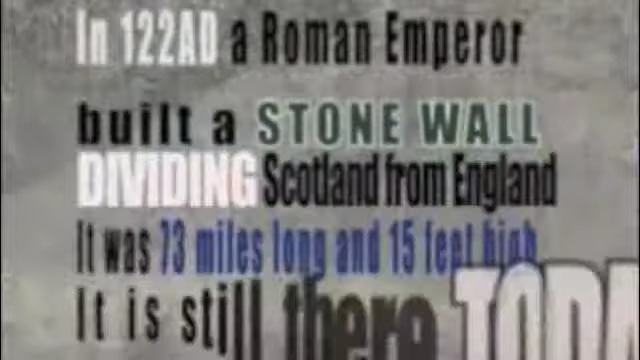 In 122AD a Roman Emperor
built a STONE WALL
DIVIDING Scotland from England
It was 73 miles long and 15 feet high
It is still there TODA